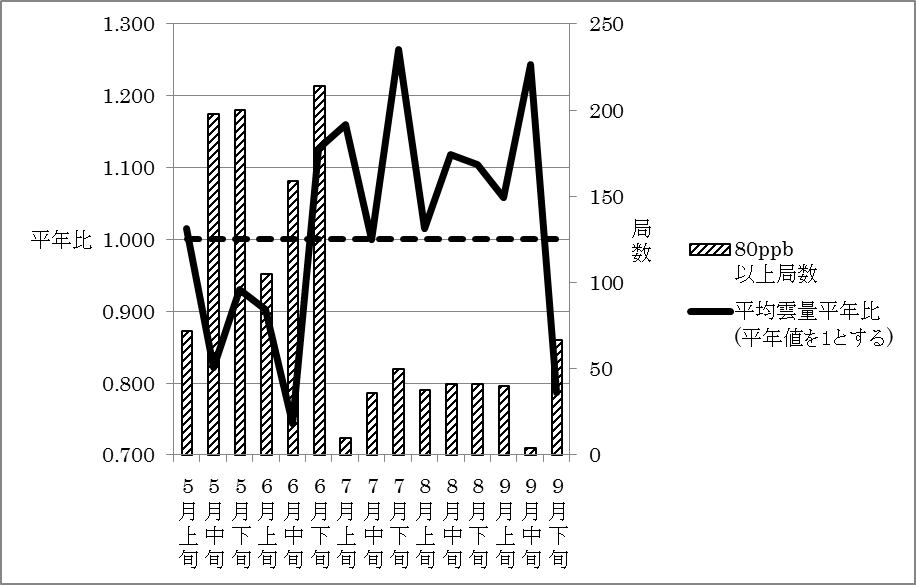 1.300
1.200
1.100
1.000
0.900
0.800
0.700
平年比
250
200
150
100
50
0
局数
5月上旬
5月中旬
5月下旬
6月上旬
6月中旬
6月下旬
7月上旬
7月中旬
7月下旬
8月上旬
8月中旬
8月下旬
9月上旬
9月中旬
9月下旬
80ppb
以上局数
平均雲量平年比
(平年値を1とする)